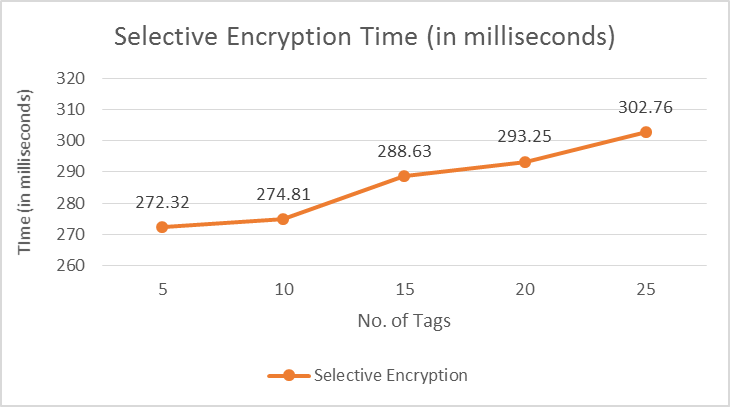 Selective Encryption Time (in milliseconds)
TIme (in milliseconds)
320
310
300
290
280
270
260
272.32
274.81
288.63
293.25
302.76
5 10 15 20 25
No. of Tags
Selective Encryption